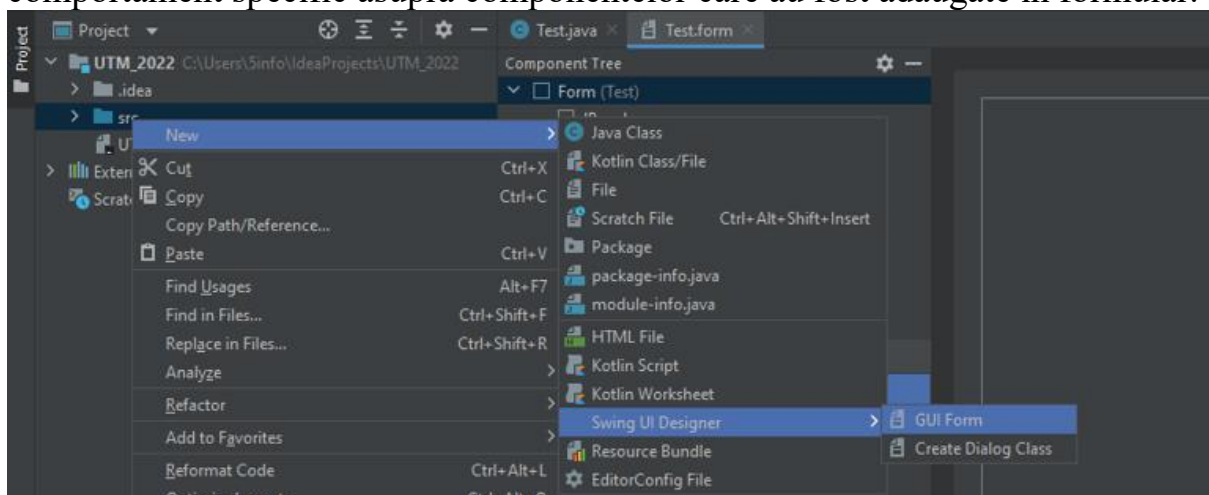 comportament specific asupra componentelor care au fost adăugate în formular.
Project
Project
Test.java
Test.form
UTM_2022 C:\Users\5info\IdeaProjects\UTM_2022
Component Tree
.idea
Form (Test)
src
New
Java Class
Cut Ctrl+X
Kotlin Class/File
Copy Ctrl+C
File
Copy Path/Reference...
Scratch File Ctrl+Alt+Shift+Insert
Paste Ctrl+V
Package
Find Usages Alt+F7
package-info.java
Find in Files... Ctrl+Shift+F
module-info.java
Replace in Files... Ctrl+Shift+R
HTML File
Analyze
Kotlin Script
Refactor
Kotlin Worksheet
Swing UI Designer
GUI Form
Add to Favorites
Resource Bundle
Create Dialog Class
Reformat Code Ctrl+Alt+L
EditorConfig File